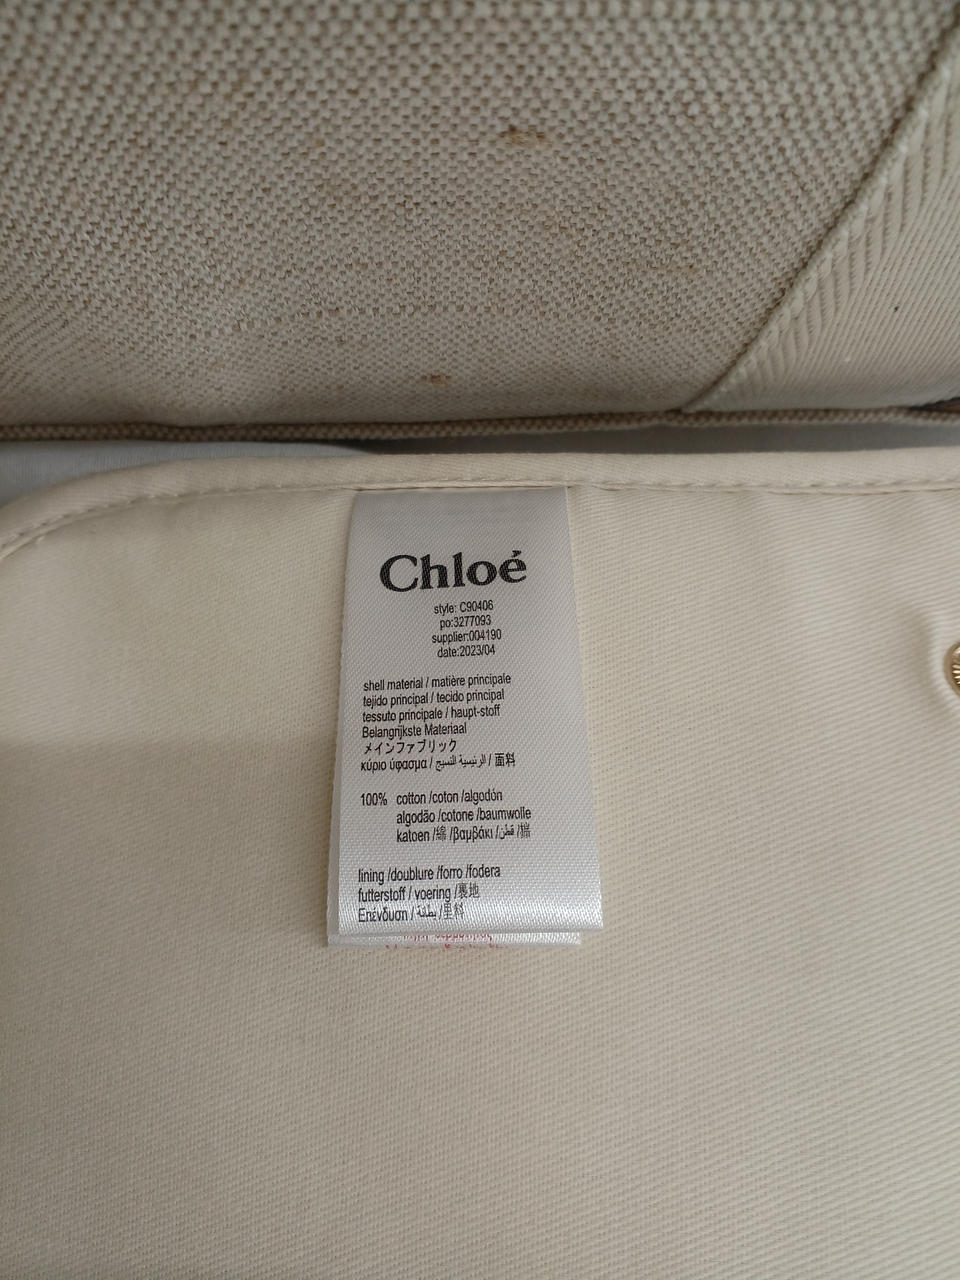 Chloé
style: C90406
po:3277093
supplier:004190
date:2023/04
shell material / matière principale
tejido principal / tecido principal
tessuto principale / haupt-stoff
Belangrijkste Materiaal
メインファブリック
κύριο ύφασμα / الرئيسية النسيج / 面料
100% cotton /coton /algodón
algodão /cotone /baumwolle
katoen /綿 /βαμβάκι /قطن /棉
lining /doublure /forro /fodera
futterstoff / voering /裏地
Επένδυση / بطانة /里料